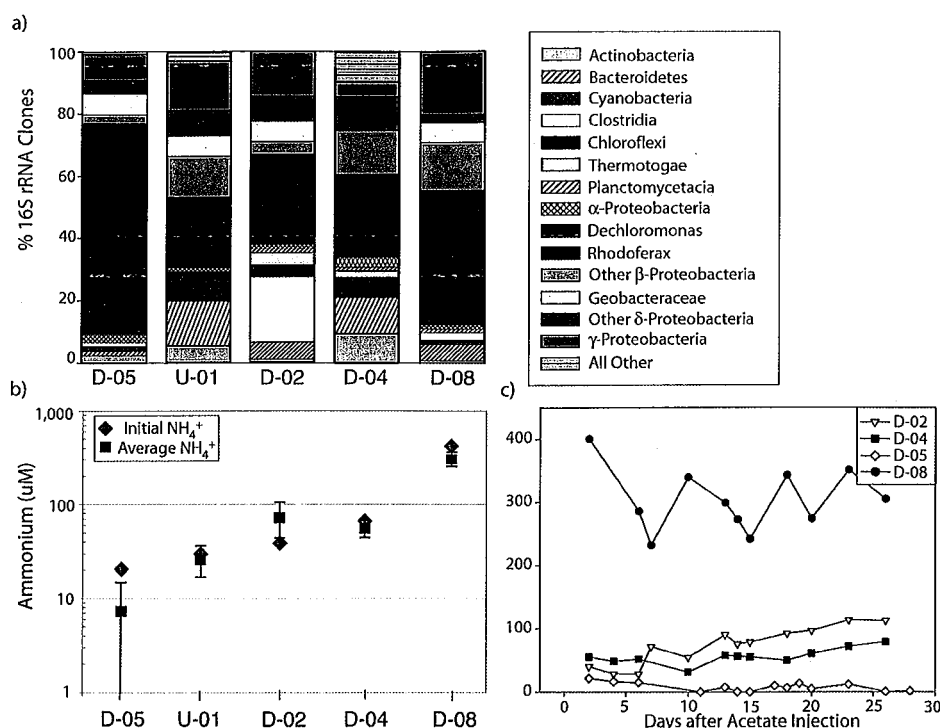 a)
100
80
60
40
20
0
% 16S rRNA Clones
D-05 U-01 D-02 D-04 D-08
Actinobacteria
Bacteroidetes
Cyanobacteria
Clostridia
Chloroflexi
Thermotogae
Planctomycetacia
α-Proteobacteria
Dechloromonas
Rhodoferax
Other β-Proteobacteria
Geobacteraceae
Other δ-Proteobacteria
γ-Proteobacteria
All Other
b)
1,000
100
10
1
Ammonium (uM)
Initial NH₄⁺
Average NH₄⁺
D-05 U-01 D-02 D-04 D-08
c)
400
300
200
100
0
D-02
D-04
D-05
D-08
0 5 10 15 20 25 30
Days after Acetate Injection